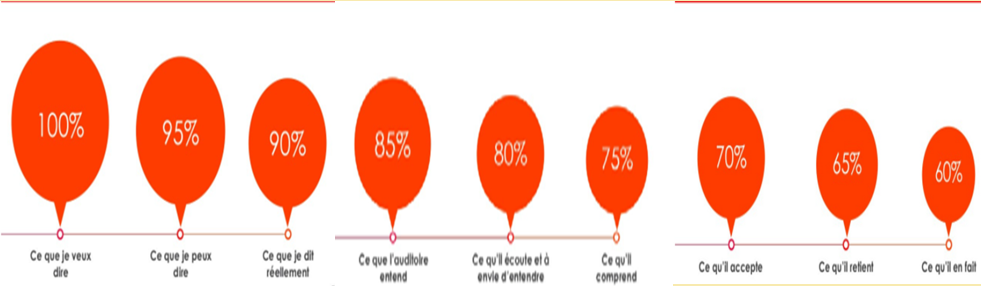 100%
95%
90%
85%
80%
75%
70%
65%
60%
Ce que je veux
dire
Ce que je peux
dire
Ce que je dit
réellement
Ce que l'auditoire
entend
Ce qu'il écoute et à
envie d'entendre
Ce qu'il
comprend
Ce qu'il accepte
Ce qu'il retient
Ce qu'il en fait